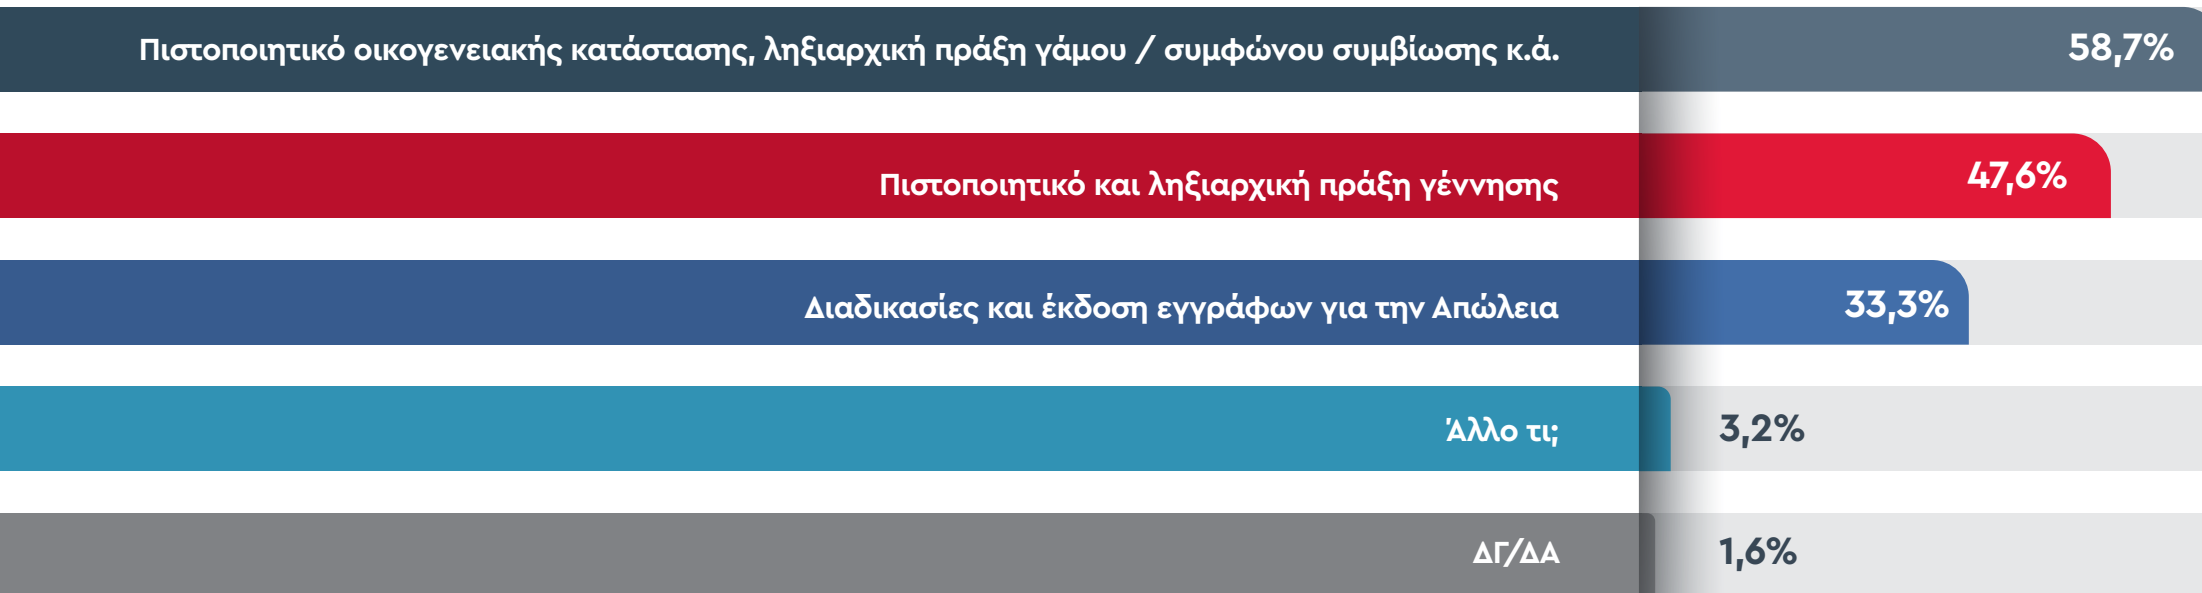 Πιστοποιητικό οικογενειακής κατάστασης, ληξιαρχική πράξη γάμου / συμφώνου συμβίωσης κ.ά. 58,7%
Πιστοποιητικό και ληξιαρχική πράξη γέννησης 47,6%
Διαδικασίες και έκδοση εγγράφων για την Απώλεια 33,3%
Άλλο τι; 3,2%
ΔΓ/ΔΑ 1,6%